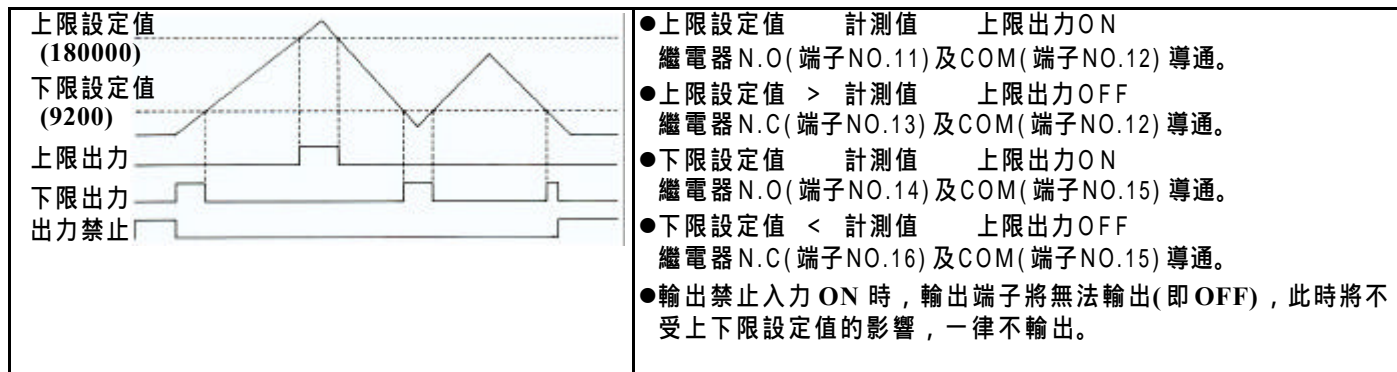 上限設定值
(180000)
下限設定值
(9200)
上限出力
下限出力
出力禁止
●上限設定值 計測值 上限出力ON
繼電器N.O(端子NO.11)及COM(端子NO.12)導通。
●上限設定值 > 計測值 上限出力OFF
繼電器N.C(端子NO.13)及COM(端子NO.12)導通。
●下限設定值 計測值 上限出力ON
繼電器N.O(端子NO.14)及COM(端子NO.15)導通。
●下限設定值 < 計測值 上限出力OFF
繼電器N.C(端子NO.16)及COM(端子NO.15)導通。
●輸出禁止入力 ON 時，輸出端子將無法輸出(即 OFF)，此時將不
受上下限設定值的影響，一律不輸出。